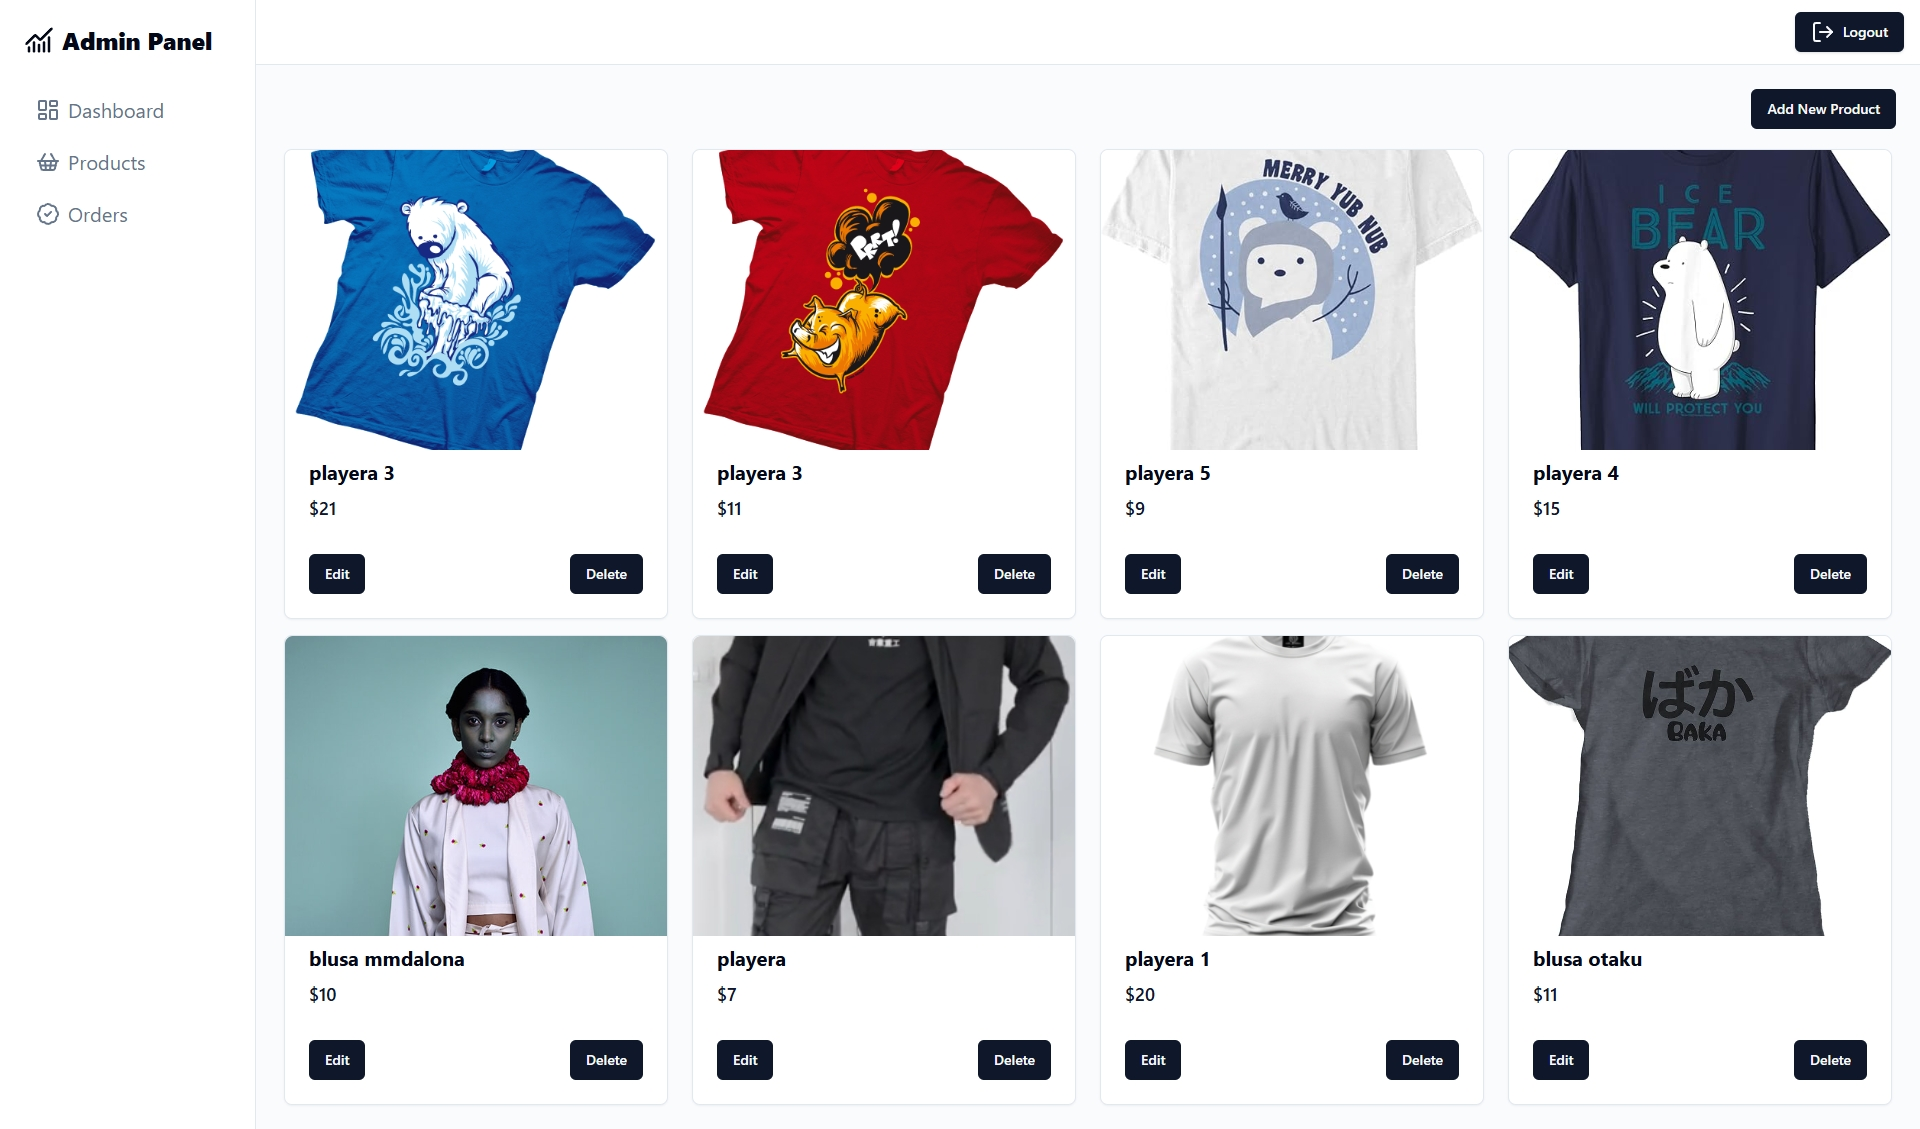 Admin Panel
Logout
Dashboard
Products
Orders
Add New Product
PFFT!
MERRY YUB NUB
ICE
BEAR
WILL PROTECT YOU
playera 3
$21
Edit
Delete
playera 3
$11
Edit
Delete
playera 5
$9
Edit
Delete
playera 4
$15
Edit
Delete
ばか
BAKA
blusa mmdalona
$10
Edit
Delete
playera
$7
Edit
Delete
playera 1
$20
Edit
Delete
blusa otaku
$11
Edit
Delete